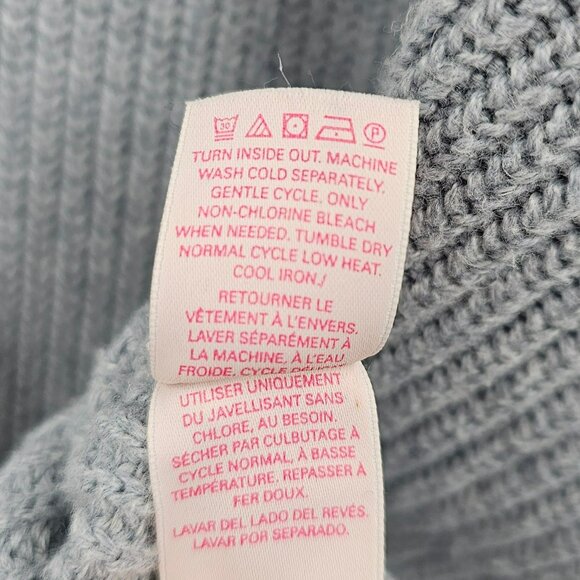 30
P
TURN INSIDE OUT. MACHINE
WASH COLD SEPARATELY.
GENTLE CYCLE, ONLY
NON-CHLORINE BLEACH
WHEN NEEDED. TUMBLE DRY
NORMAL CYCLE LOW HEAT.
COOL IRON./
RETOURNER LE
VÊTEMENT À L'ENVERS.
LAVER SÉPARÉMENT À
LA MACHINE, À L'EAU
FROIDE, CYCLE
UTILISER UNIQUEMENT
DU JAVELLISANT SANS
CHLORE, AU BESOIN.
SÉCHER PAR CULBUTAGE À
CYCLE NORMAL, À BASSE
TEMPÉRATURE. REPASSER À
FER DOUX.
LAVAR DEL LADO DEL REVÉS.
LAVAR POR SEPARADO.